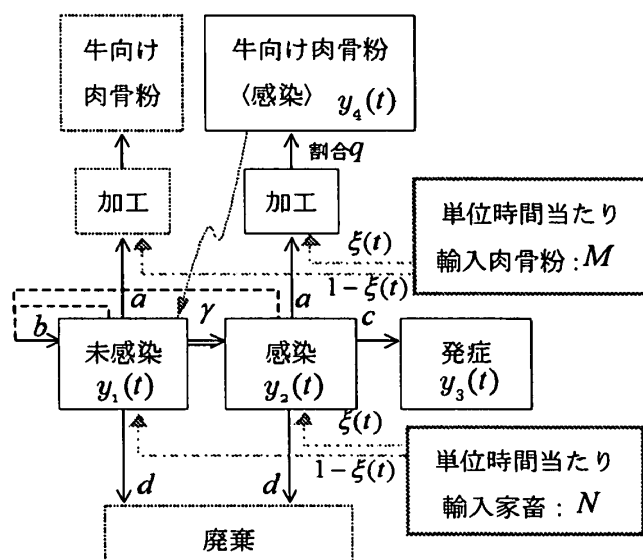 牛向け
肉骨粉
牛向け肉骨粉
〈感染〉 y₄(t)
割合q
加工
加工
単位時間当たり
輸入肉骨粉：M
ξ(t)
1−ξ(t)
a
a
b
γ
c
未感染
y₁(t)
感染
y₂(t)
発症
y₃(t)
ξ(t)
1−ξ(t)
d
d
単位時間当たり
輸入家畜：N
廃棄